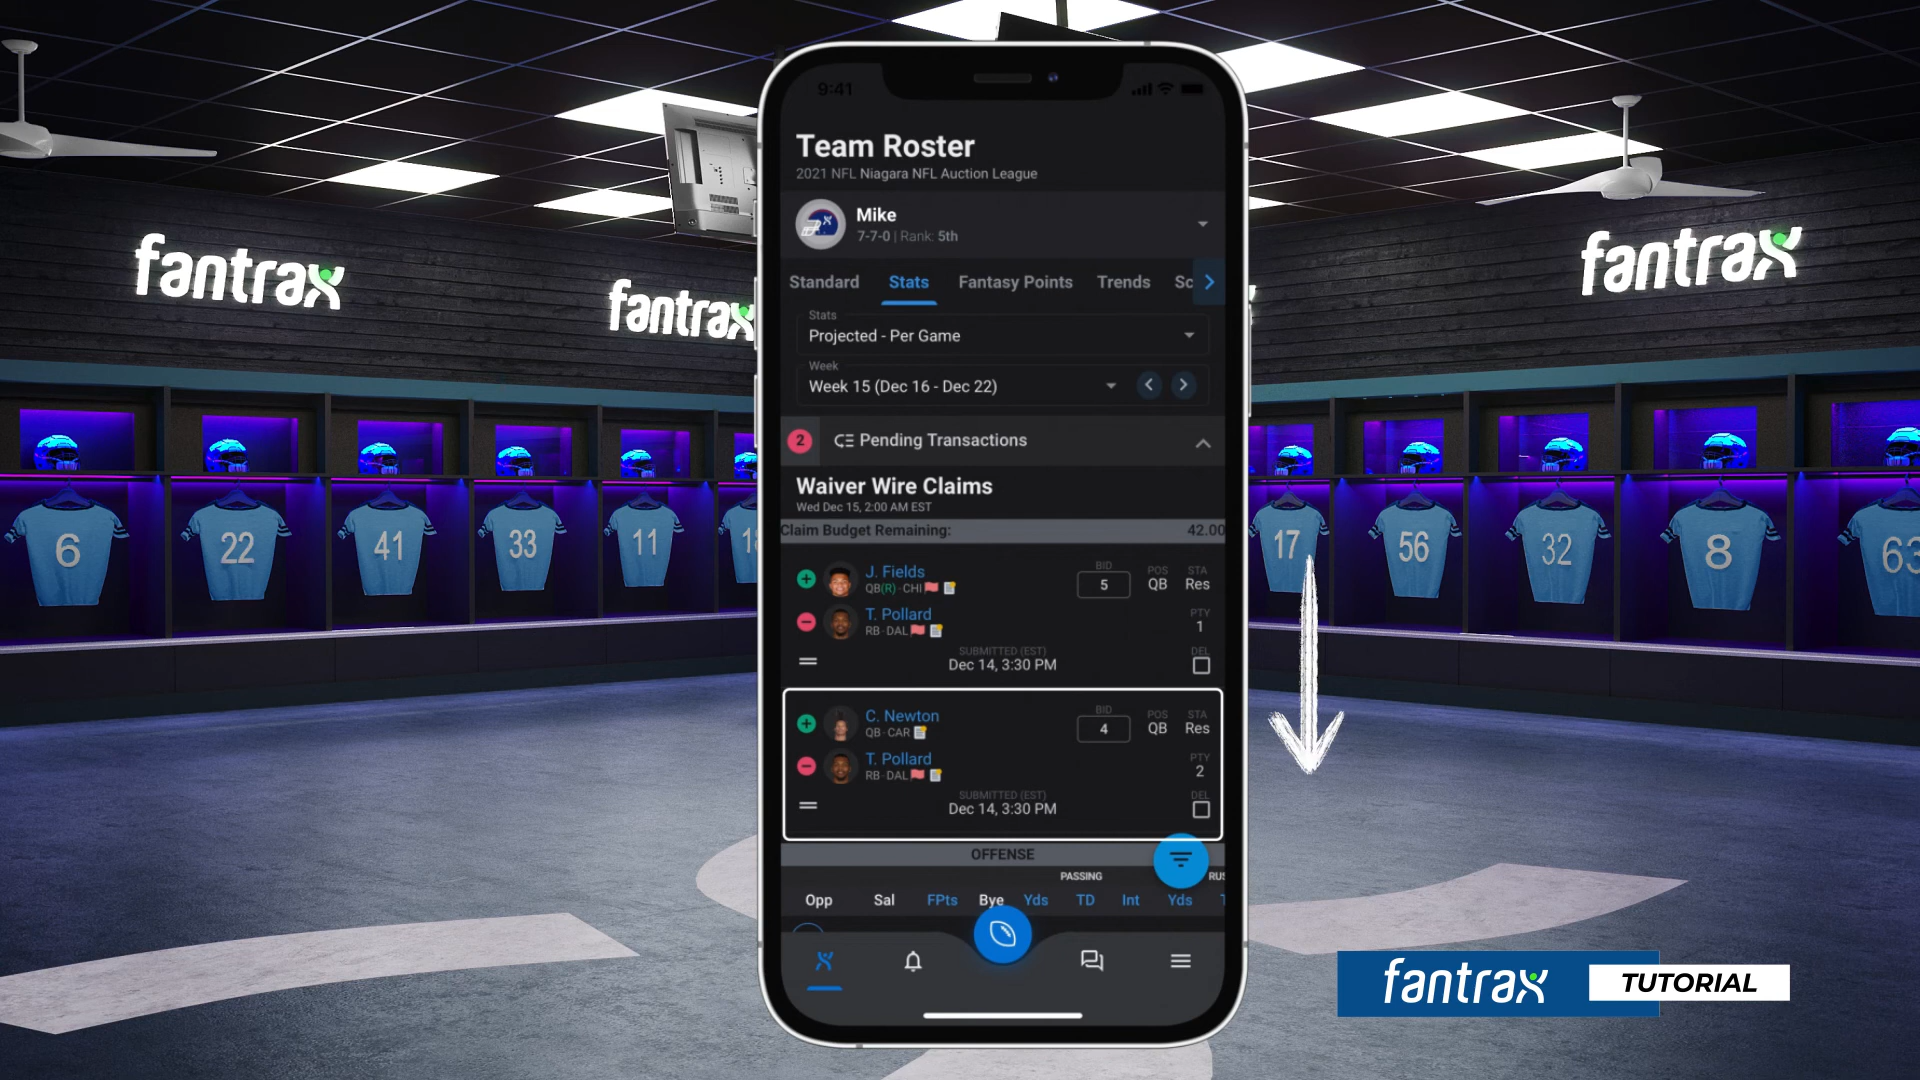 9:41
Team Roster
2021 NFL Niagara NFL Auction League
Mike
7-7-0 | Rank: 5th
Standard Stats Fantasy Points Trends Sc
Stats
Projected - Per Game
Week
Week 15 (Dec 16 - Dec 22)
2 Pending Transactions
Waiver Wire Claims
Wed Dec 15, 2:00 AM EST
Claim Budget Remaining: 42.00
J. Fields
QB(R) · CHI
BID
5
POS
QB
STA
Res
T. Pollard
RB · DAL
PTY
1
SUBMITTED (EST)
Dec 14, 3:30 PM
DEL
C. Newton
QB · CAR
BID
4
POS
QB
STA
Res
T. Pollard
RB · DAL
PTY
2
SUBMITTED (EST)
Dec 14, 3:30 PM
DEL
OFFENSE
PASSING RUS
Opp Sal FPts Bye Yds TD Int Yds
fantrax
fantrax
fantrax
6
22
41
33
11
17
56
32
8
63
fantrax
TUTORIAL